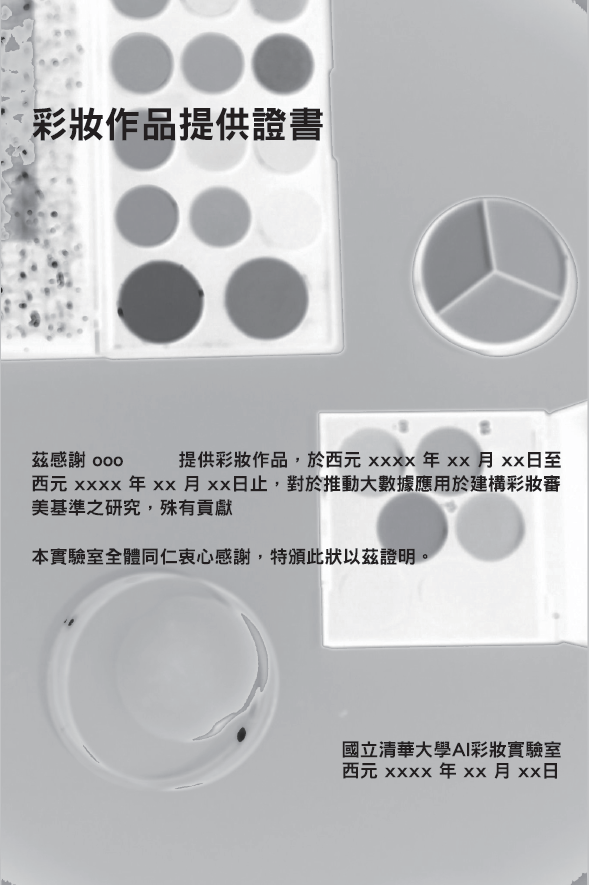 彩妝作品提供證書
茲感謝 ooo 提供彩妝作品，於西元 xxxx 年 xx 月 xx日至
西元 xxxx 年 xx 月 xx日止，對於推動大數據應用於建構彩妝審
美基準之研究，殊有貢獻
本實驗室全體同仁衷心感謝，特頒此狀以茲證明。
國立清華大學AI彩妝實驗室
西元 xxxx 年 xx 月 xx日